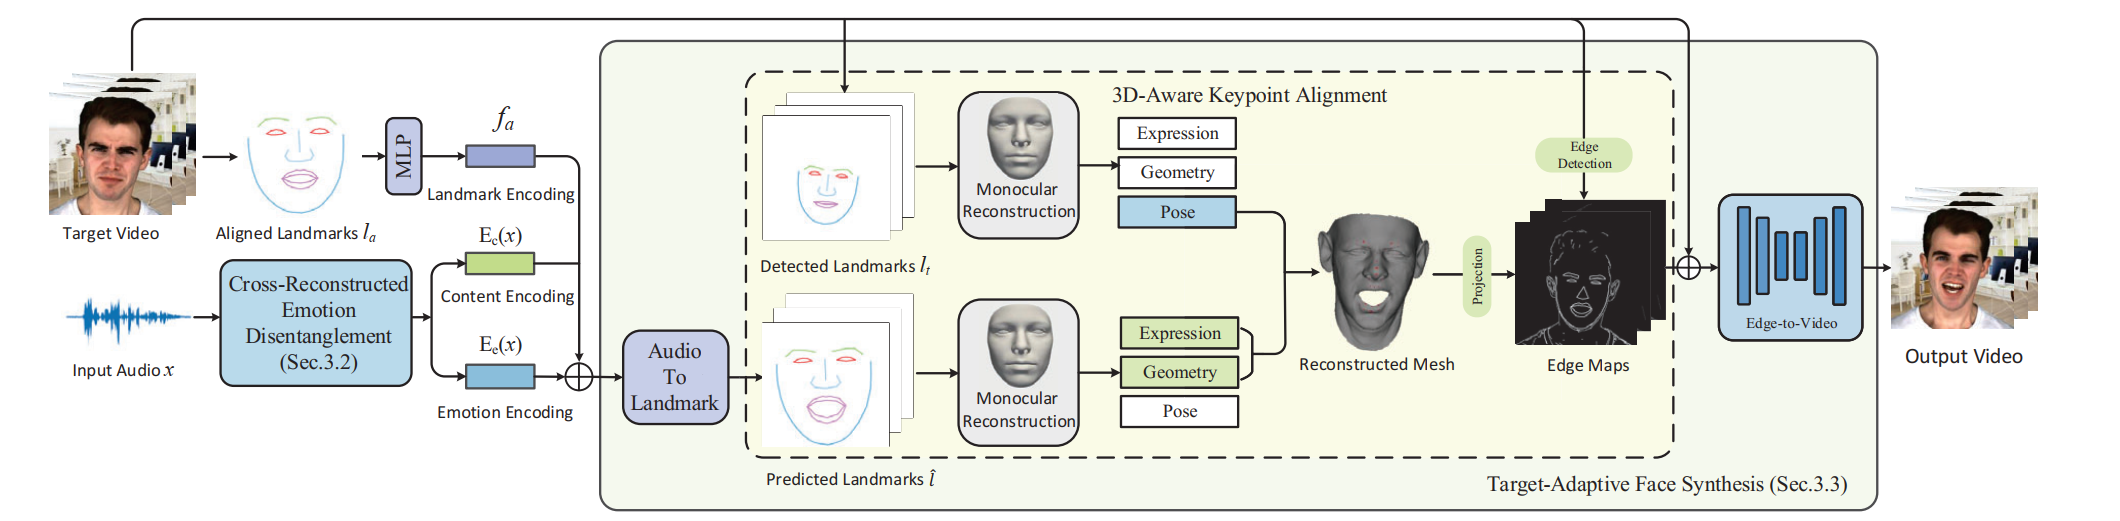 Target Video
Aligned Landmarks lₐ
MLP
fₐ
Landmark Encoding
E_c(x)
Content Encoding
E_e(x)
Emotion Encoding
Input Audio x
Cross-Reconstructed
Emotion
Disentanglement
(Sec.3.2)
Audio
To
Landmark
3D-Aware Keypoint Alignment
Detected Landmarks lₜ
Monocular
Reconstruction
Expression
Geometry
Pose
Predicted Landmarks l̂
Monocular
Reconstruction
Expression
Geometry
Pose
Reconstructed Mesh
Projection
Edge
Detection
Edge Maps
Edge-to-Video
Output Video
Target-Adaptive Face Synthesis (Sec.3.3)